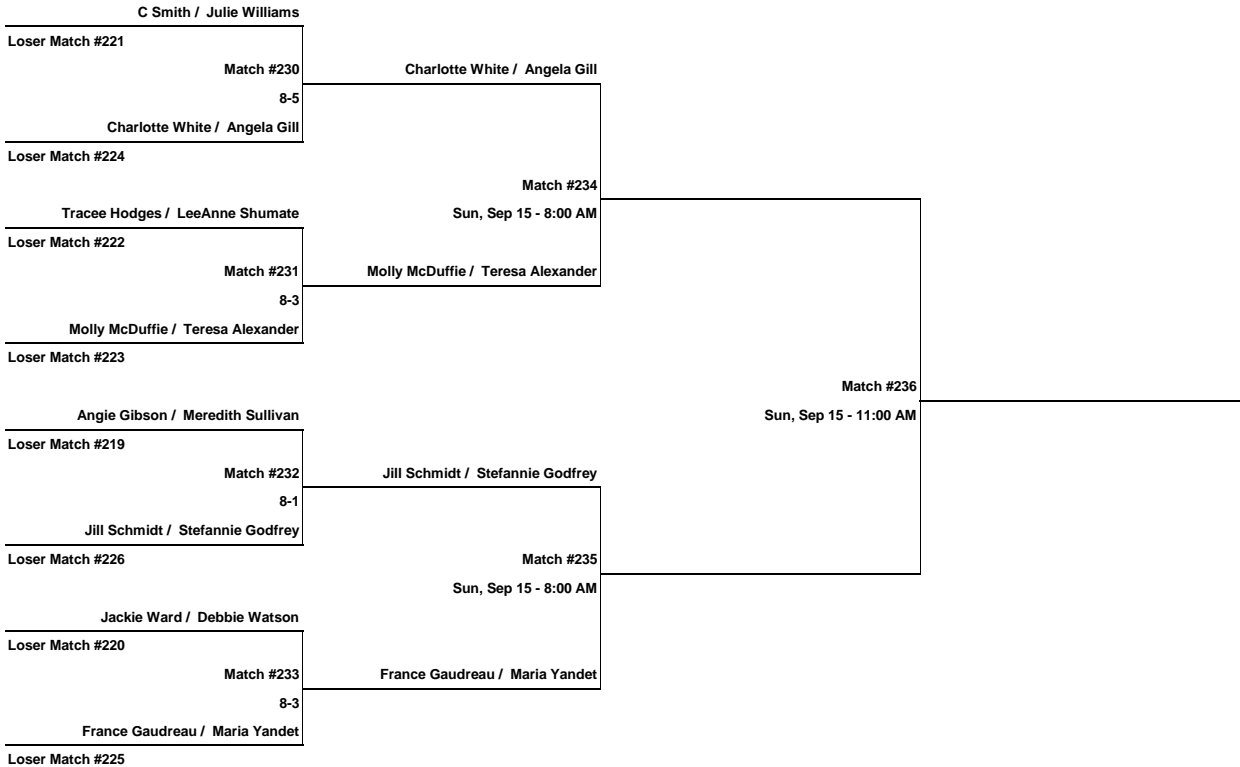 C Smith / Julie Williams
Loser Match #221
Match #230
Charlotte White / Angela Gill
8-5
Charlotte White / Angela Gill
Loser Match #224
Match #234
Tracee Hodges / LeeAnne Shumate
Sun, Sep 15 - 8:00 AM
Loser Match #222
Match #231
Molly McDuffie / Teresa Alexander
8-3
Molly McDuffie / Teresa Alexander
Loser Match #223
Match #236
Angie Gibson / Meredith Sullivan
Sun, Sep 15 - 11:00 AM
Loser Match #219
Match #232
Jill Schmidt / Stefannie Godfrey
8-1
Jill Schmidt / Stefannie Godfrey
Loser Match #226
Match #235
Sun, Sep 15 - 8:00 AM
Jackie Ward / Debbie Watson
Loser Match #220
Match #233
France Gaudreau / Maria Yandet
8-3
France Gaudreau / Maria Yandet
Loser Match #225